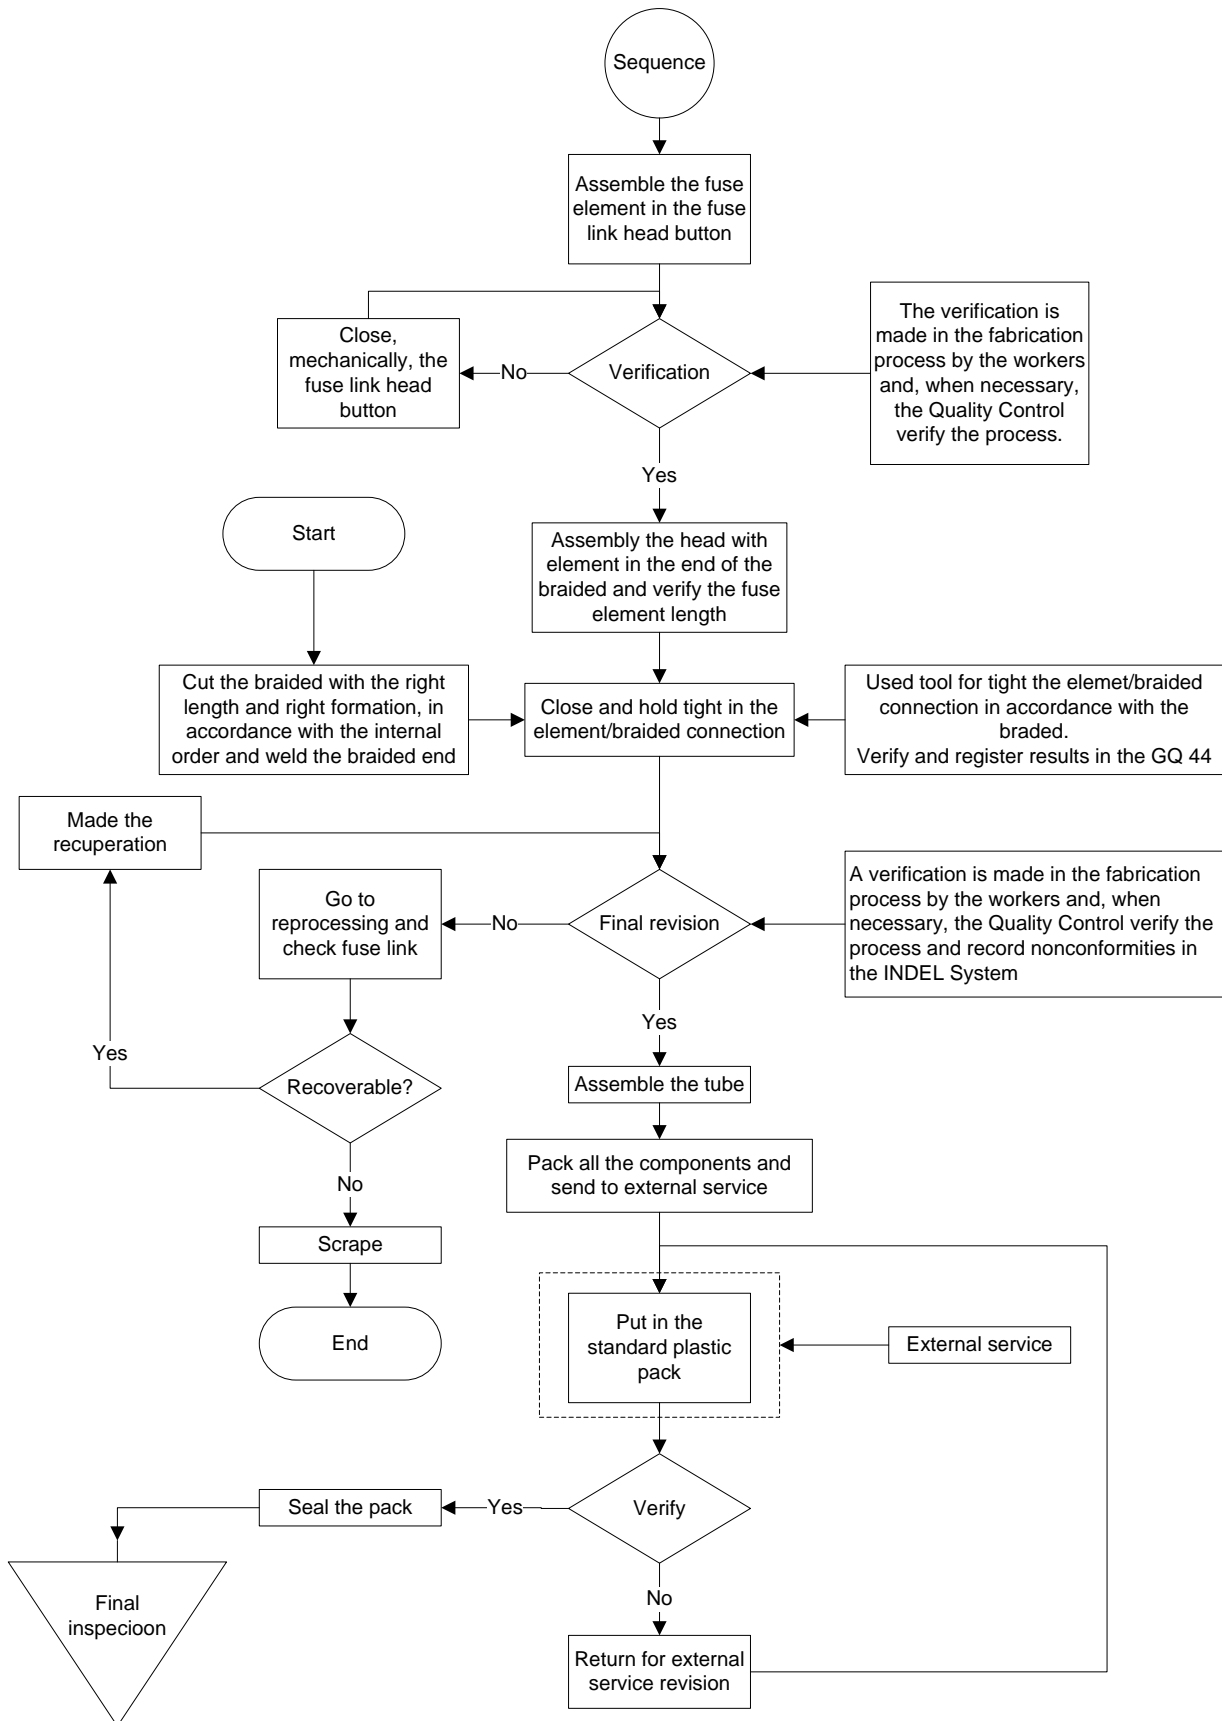 Sequence
Assemble the fuse
element in the fuse
link head button
Close,
mechanically, the
fuse link head
button
No
Verification
The verification is
made in the fabrication
process by the workers
and, when necessary,
the Quality Control
verify the process.
Yes
Start
Assembly the head with
element in the end of the
braided and verify the fuse
element length
Cut the braided with the right
length and right formation, in
accordance with the internal
order and weld the braided end
Close and hold tight in the
element/braided connection
Used tool for tight the elemet/braided
connection in accordance with the
braded.
Verify and register results in the GQ 44
Made the
recuperation
Go to
reprocessing and
check fuse link
No
Final revision
A verification is made in the fabrication
process by the workers and, when
necessary, the Quality Control verify the
process and record nonconformities in
the INDEL System
Yes
Yes
Recoverable?
Assemble the tube
No
Pack all the components and
send to external service
Scrape
End
Put in the
standard plastic
pack
External service
Seal the pack
Yes
Verify
Final
inspecioon
No
Return for external
service revision